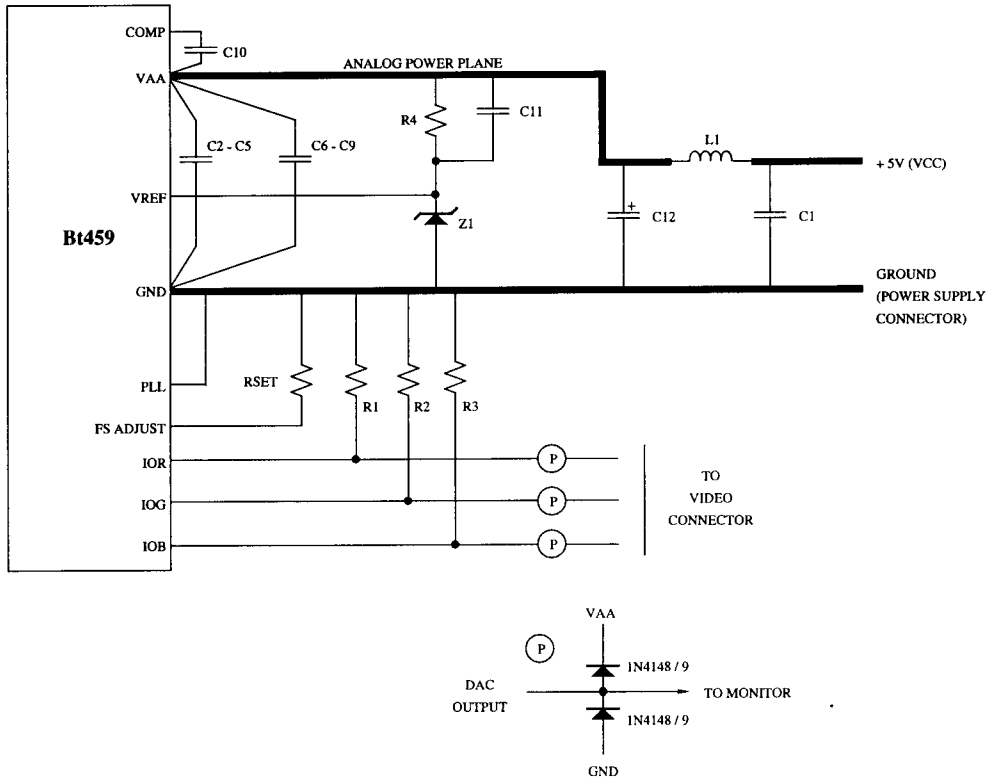 COMP
C10
ANALOG POWER PLANE
VAA
R4
C11
L1
C2 - C5
C6 - C9
+ 5V (VCC)
VREF
+
Z1
C12
C1
Bt459
GROUND
(POWER SUPPLY
CONNECTOR)
GND
PLL
RSET
R1
R2
R3
FS ADJUST
IOR
P
IOG
P
IOB
P
TO
VIDEO
CONNECTOR
VAA
P
1N4148 / 9
DAC
OUTPUT
TO MONITOR
1N4148 / 9
GND